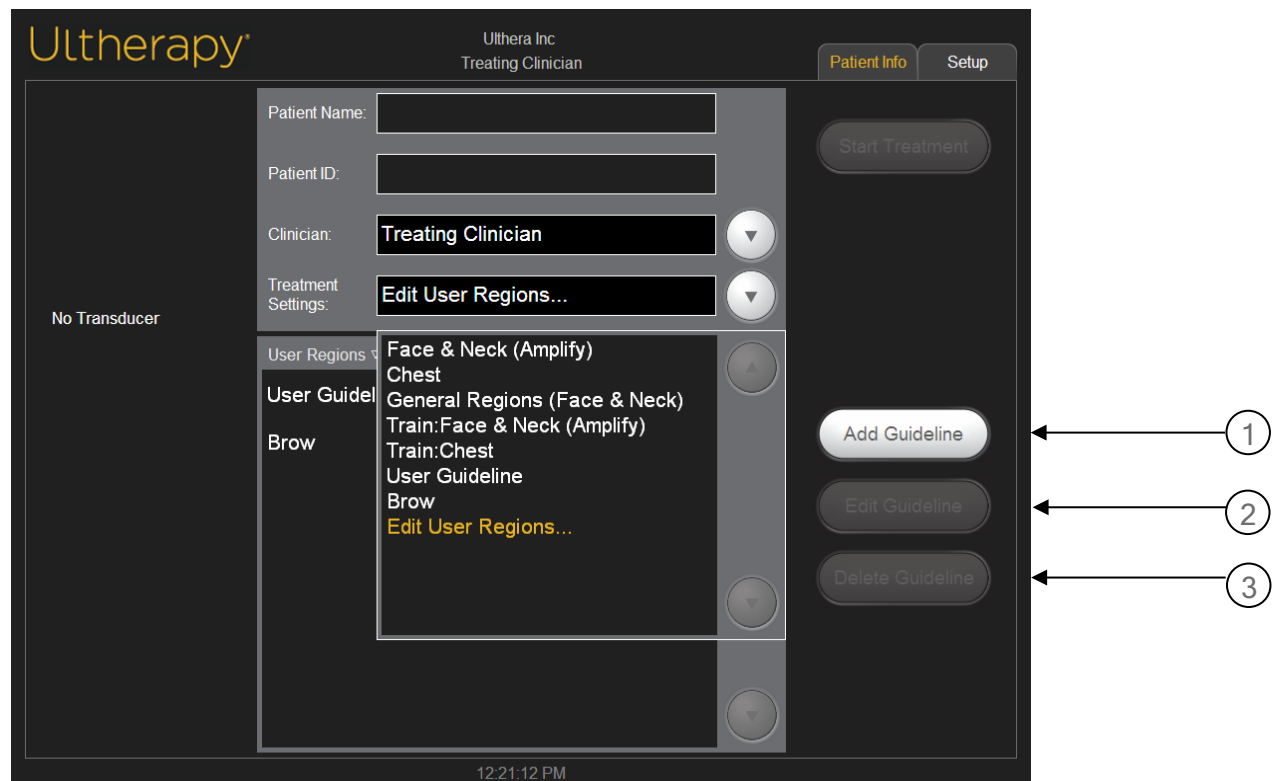 Ultherapy®
Ulthera Inc
Treating Clinician
Patient Info
Setup
Patient Name:
Patient ID:
Clinician:
Treating Clinician
Treatment
Settings:
Edit User Regions...
Start Treatment
No Transducer
User Regions
User Guidel
Brow
Face & Neck (Amplify)
Chest
General Regions (Face & Neck)
Train:Face & Neck (Amplify)
Train:Chest
User Guideline
Brow
Edit User Regions...
Add Guideline
1
Edit Guideline
2
Delete Guideline
3
12:21:12 PM